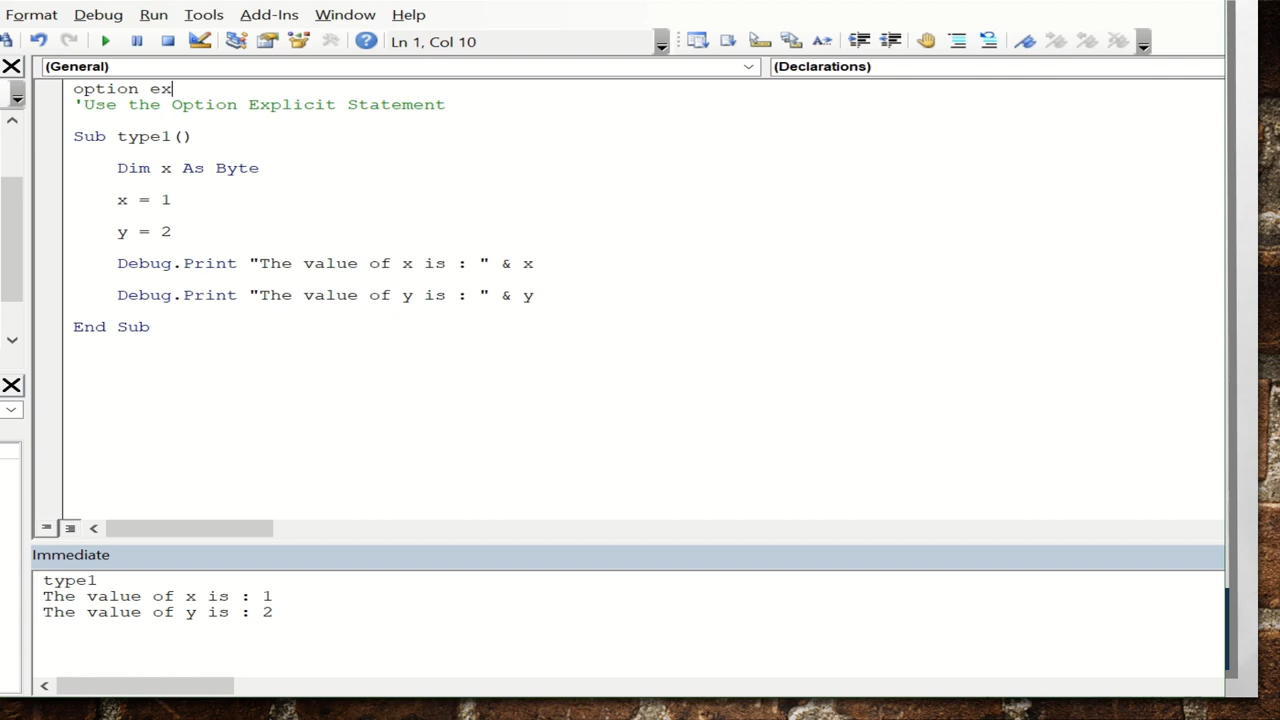 Format Debug Run Tools Add-Ins Window Help
Ln 1, Col 10
(General) (Declarations)
option ex
'Use the Option Explicit Statement
Sub type1()
Dim x As Byte
x = 1
y = 2
Debug.Print "The value of x is : " & x
Debug.Print "The value of y is : " & y
End Sub
Immediate
type1
The value of x is : 1
The value of y is : 2